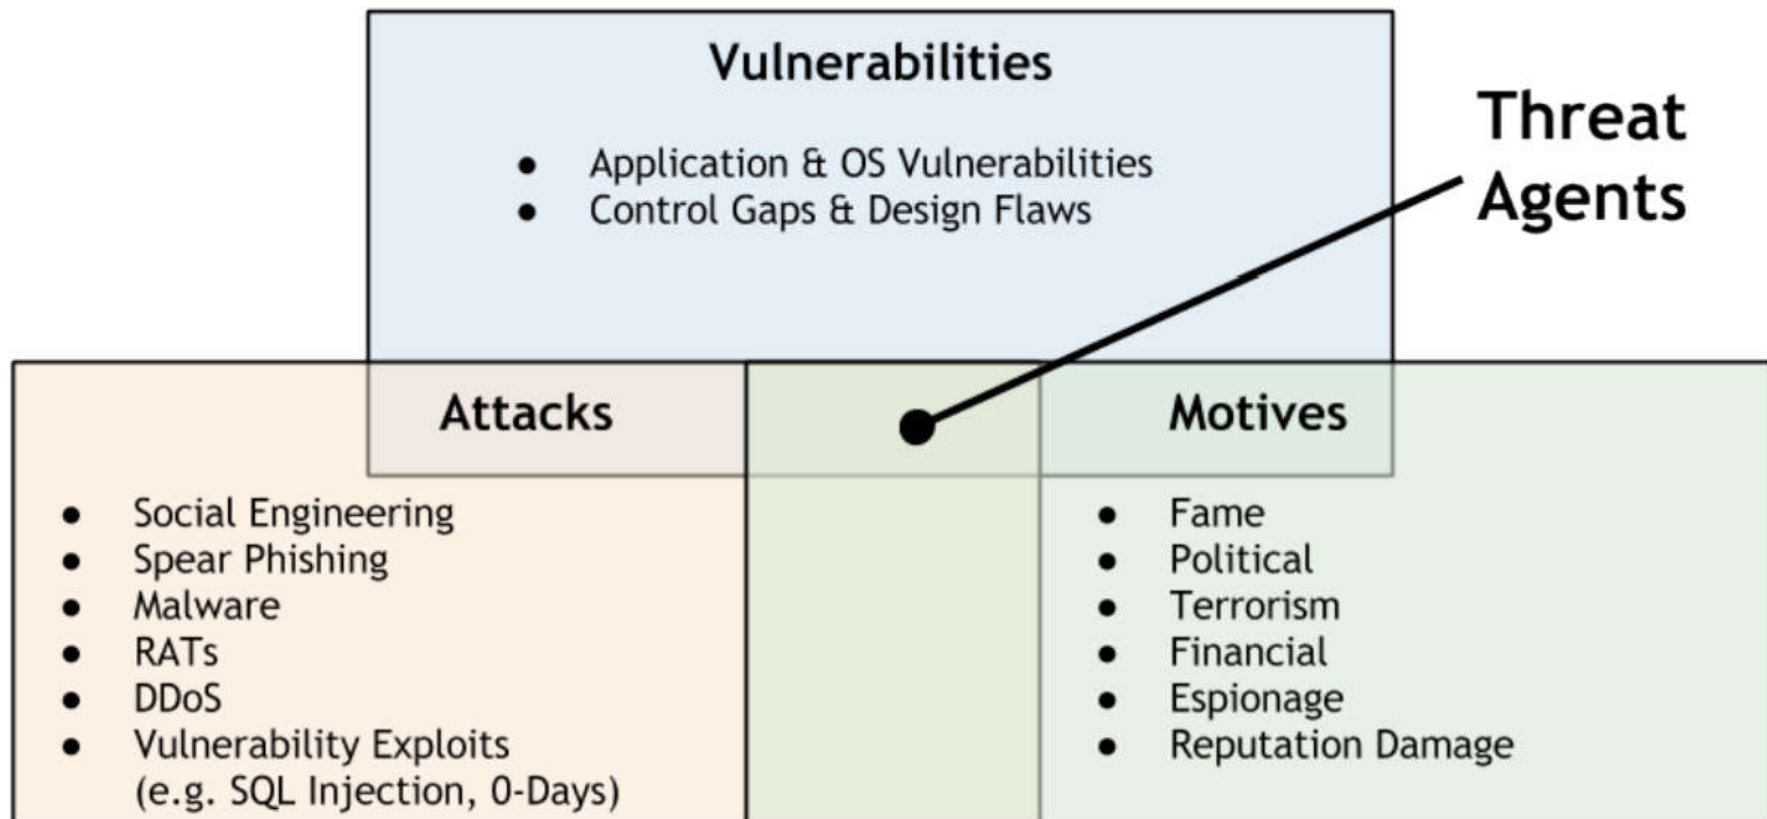 Vulnerabilities
● Application & OS Vulnerabilities
● Control Gaps & Design Flaws
Threat
Agents
Attacks
● Social Engineering
● Spear Phishing
● Malware
● RATs
● DDoS
● Vulnerability Exploits
(e.g. SQL Injection, 0-Days)
Motives
● Fame
● Political
● Terrorism
● Financial
● Espionage
● Reputation Damage